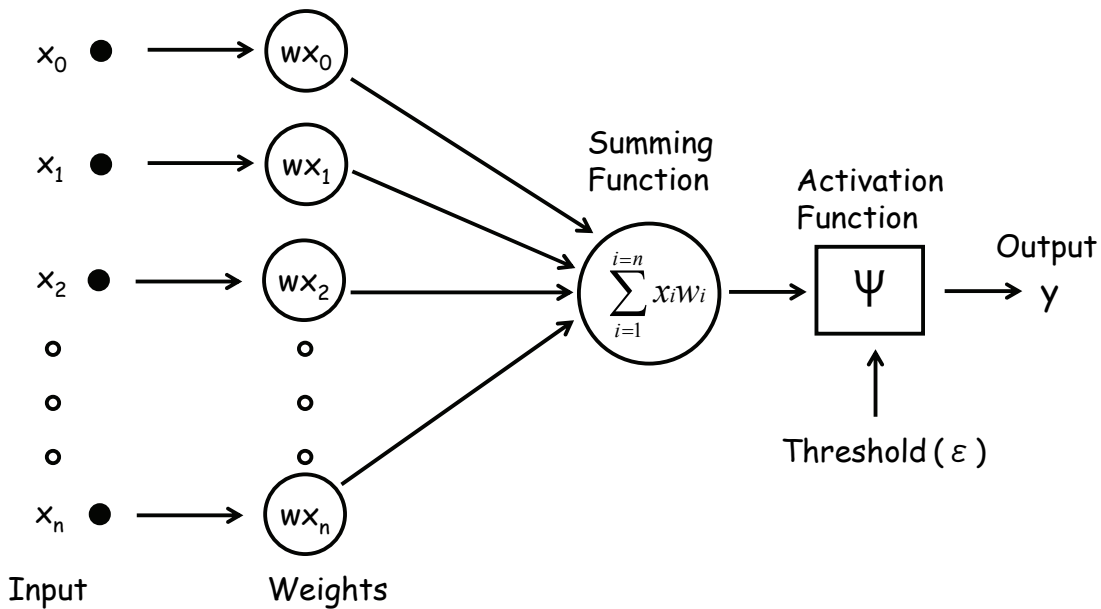 x₀
wx₀
x₁
wx₁
Summing
Function
Activation
Function
x₂
wx₂
i=n
∑ xᵢwᵢ
i=1
Ψ
Output
y
Threshold ( ε )
xₙ
wxₙ
Input
Weights